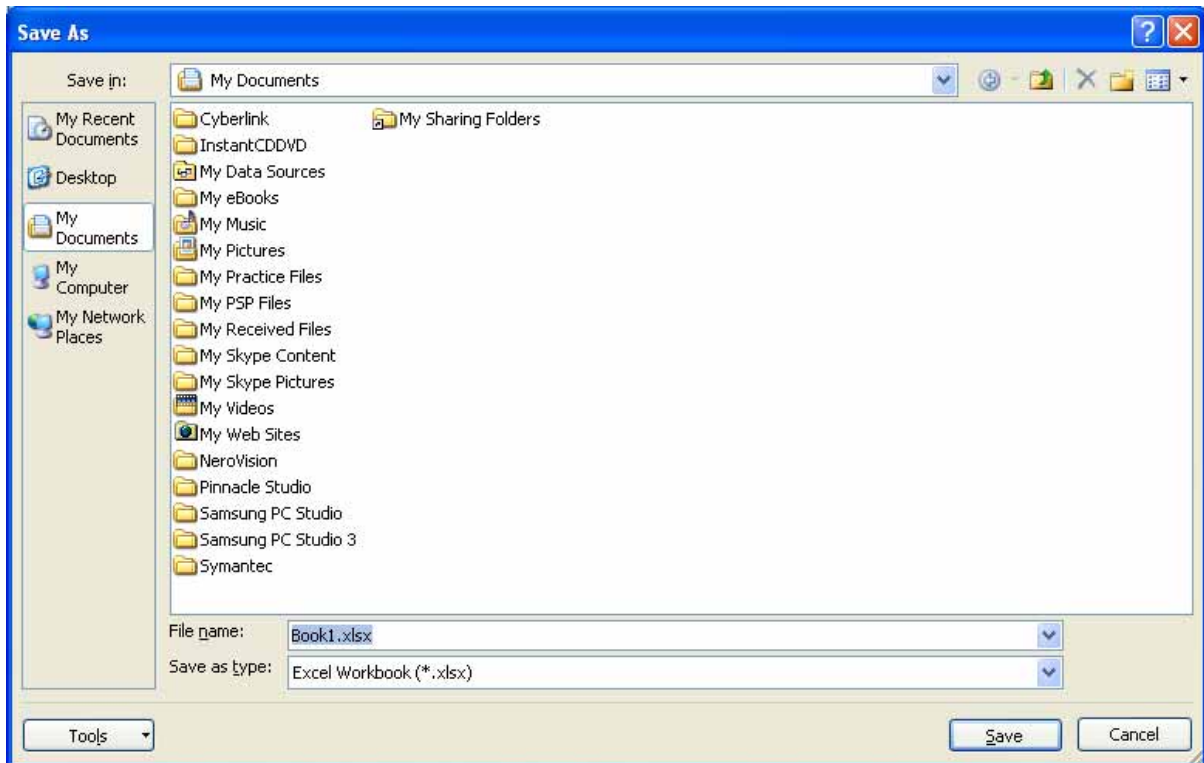 Save As
Save in:
My Documents
My Recent
Documents
Desktop
My
Documents
My
Computer
My Network
Places
Cyberlink
InstantCDDVD
My Data Sources
My eBooks
My Music
My Pictures
My Practice Files
My PSP Files
My Received Files
My Skype Content
My Skype Pictures
My Videos
My Web Sites
NeroVision
Pinnacle Studio
Samsung PC Studio
Samsung PC Studio 3
Symantec
My Sharing Folders
File name:
Book1.xlsx
Save as type:
Excel Workbook (*.xlsx)
Tools
Save
Cancel